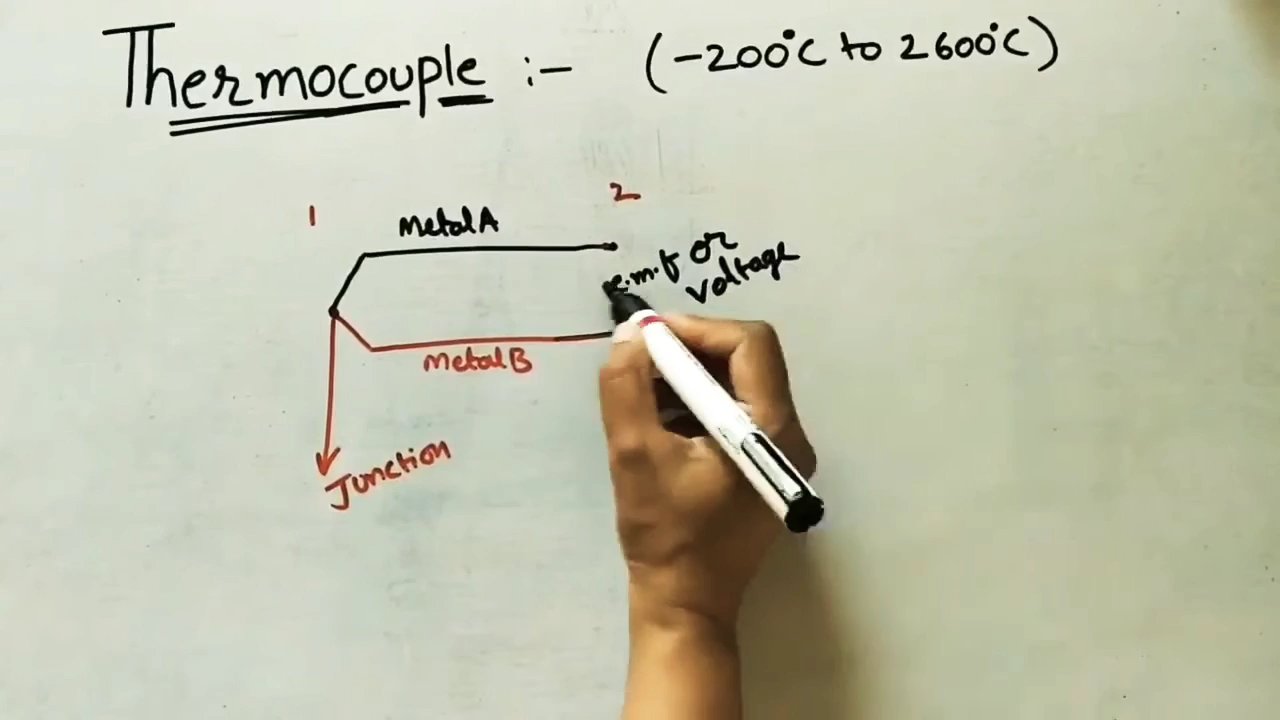 Thermocouple :- (-200°C to 2600°C)
1
2
Metal A
e.m.f or
voltage
Metal B
Junction